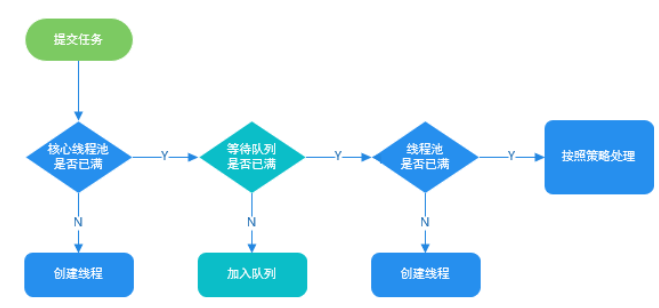 提交任务
核心线程池
是否已满
Y
等待队列
是否已满
Y
线程池
是否已满
Y
按照策略处理
N
N
N
创建线程
加入队列
创建线程